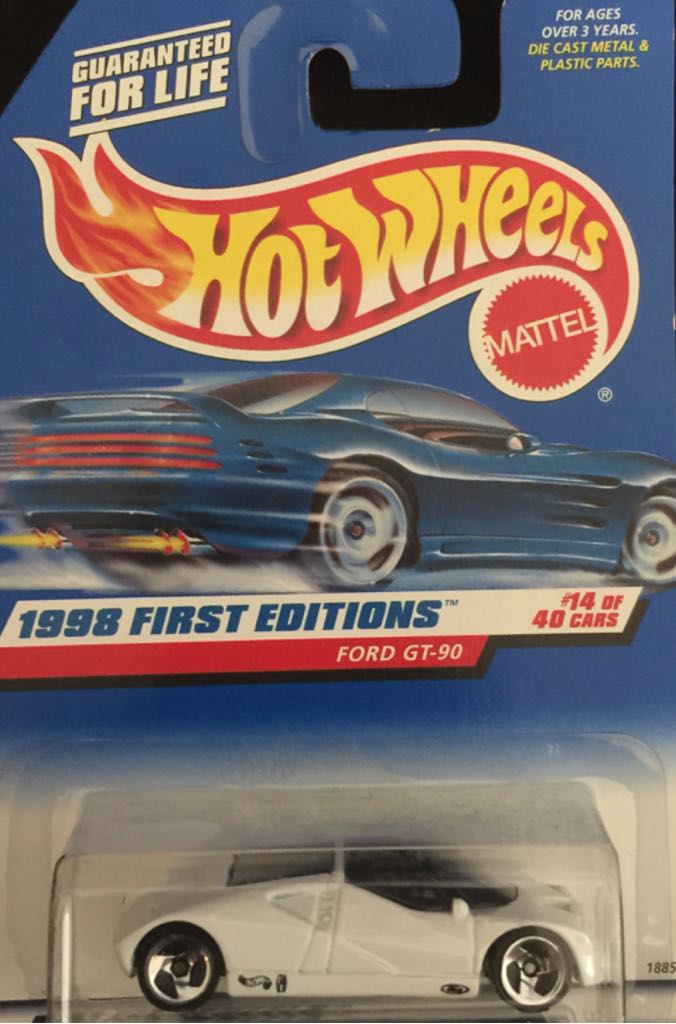 GUARANTEED
FOR LIFE
FOR AGES
OVER 3 YEARS.
DIE CAST METAL &
PLASTIC PARTS.
HOT WHEELS
MATTEL
®
1998 FIRST EDITIONS™
#14 OF
40 CARS
FORD GT-90
1885